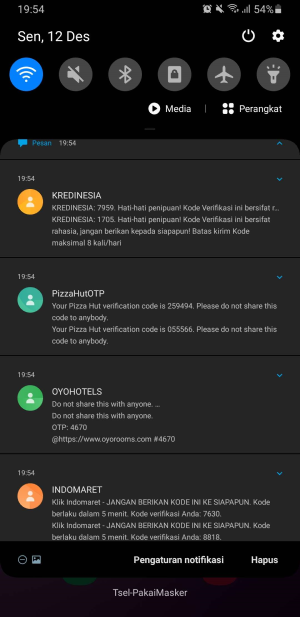 19:54
54%
Sen, 12 Des
Media
Perangkat
Pesan 19:54
19:54
KREDINESIA
KREDINESIA: 7959. Hati-hati penipuan! Kode Verifikasi ini bersifat r...
KREDINESIA: 1705. Hati-hati penipuan! Kode Verifikasi ini bersifat
rahasia, jangan berikan kepada siapapun! Batas kirim Kode
maksimal 8 kali/hari
19:54
PizzaHutOTP
Your Pizza Hut verification code is 259494. Please do not share this
code to anybody.
Your Pizza Hut verification code is 055566. Please do not share this
code to anybody.
19:54
OYOHOTELS
Do not share this with anyone. ...
Do not share this with anyone.
OTP: 4670
@https://www.oyorooms.com #4670
19:54
INDOMARET
Klik Indomaret - JANGAN BERIKAN KODE INI KE SIAPAPUN. Kode
berlaku dalam 5 menit. Kode verifikasi Anda: 7630.
Klik Indomaret - JANGAN BERIKAN KODE INI KE SIAPAPUN. Kode
berlaku dalam 5 menit. Kode verifikasi Anda: 8818.
Pengaturan notifikasi
Hapus
Tsel-PakaiMasker